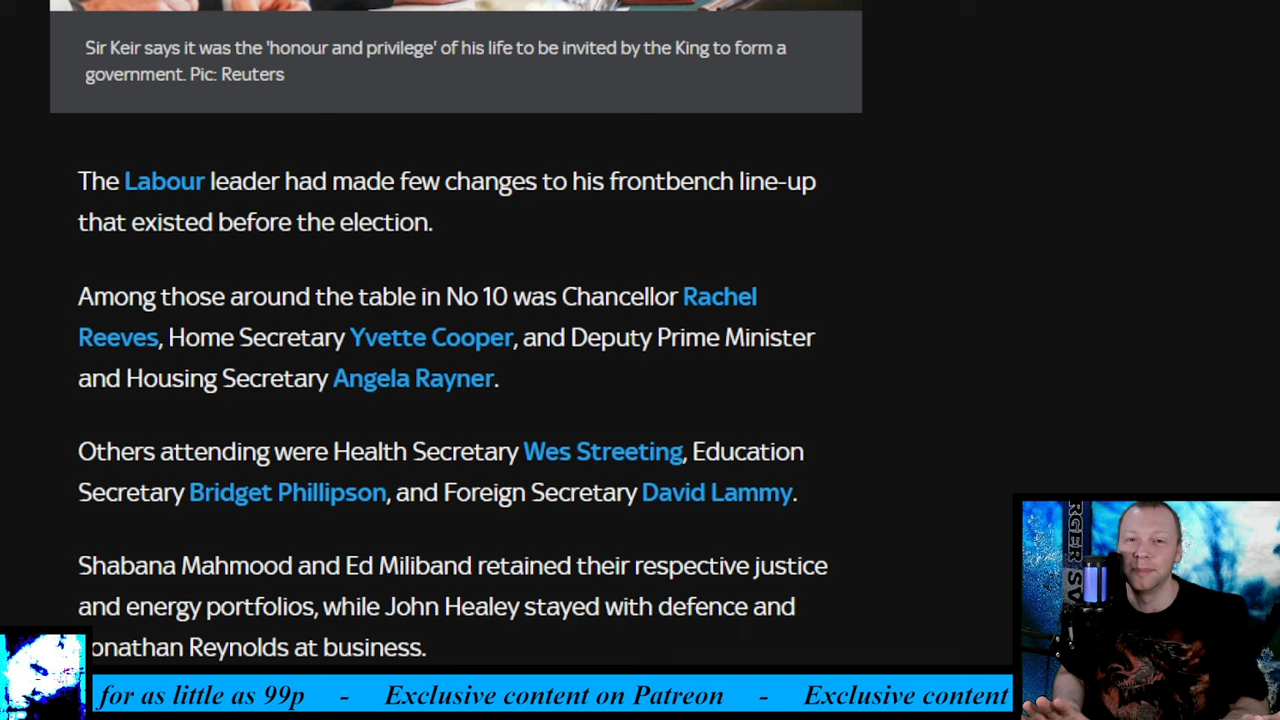 Sir Keir says it was the 'honour and privilege' of his life to be invited by the King to form a
government. Pic: Reuters
The Labour leader had made few changes to his frontbench line-up
that existed before the election.
Among those around the table in No 10 was Chancellor Rachel
Reeves, Home Secretary Yvette Cooper, and Deputy Prime Minister
and Housing Secretary Angela Rayner.
Others attending were Health Secretary Wes Streeting, Education
Secretary Bridget Phillipson, and Foreign Secretary David Lammy.
Shabana Mahmood and Ed Miliband retained their respective justice
and energy portfolios, while John Healey stayed with defence and
onathan Reynolds at business.
for as little as 99p - Exclusive content on Patreon - Exclusive content